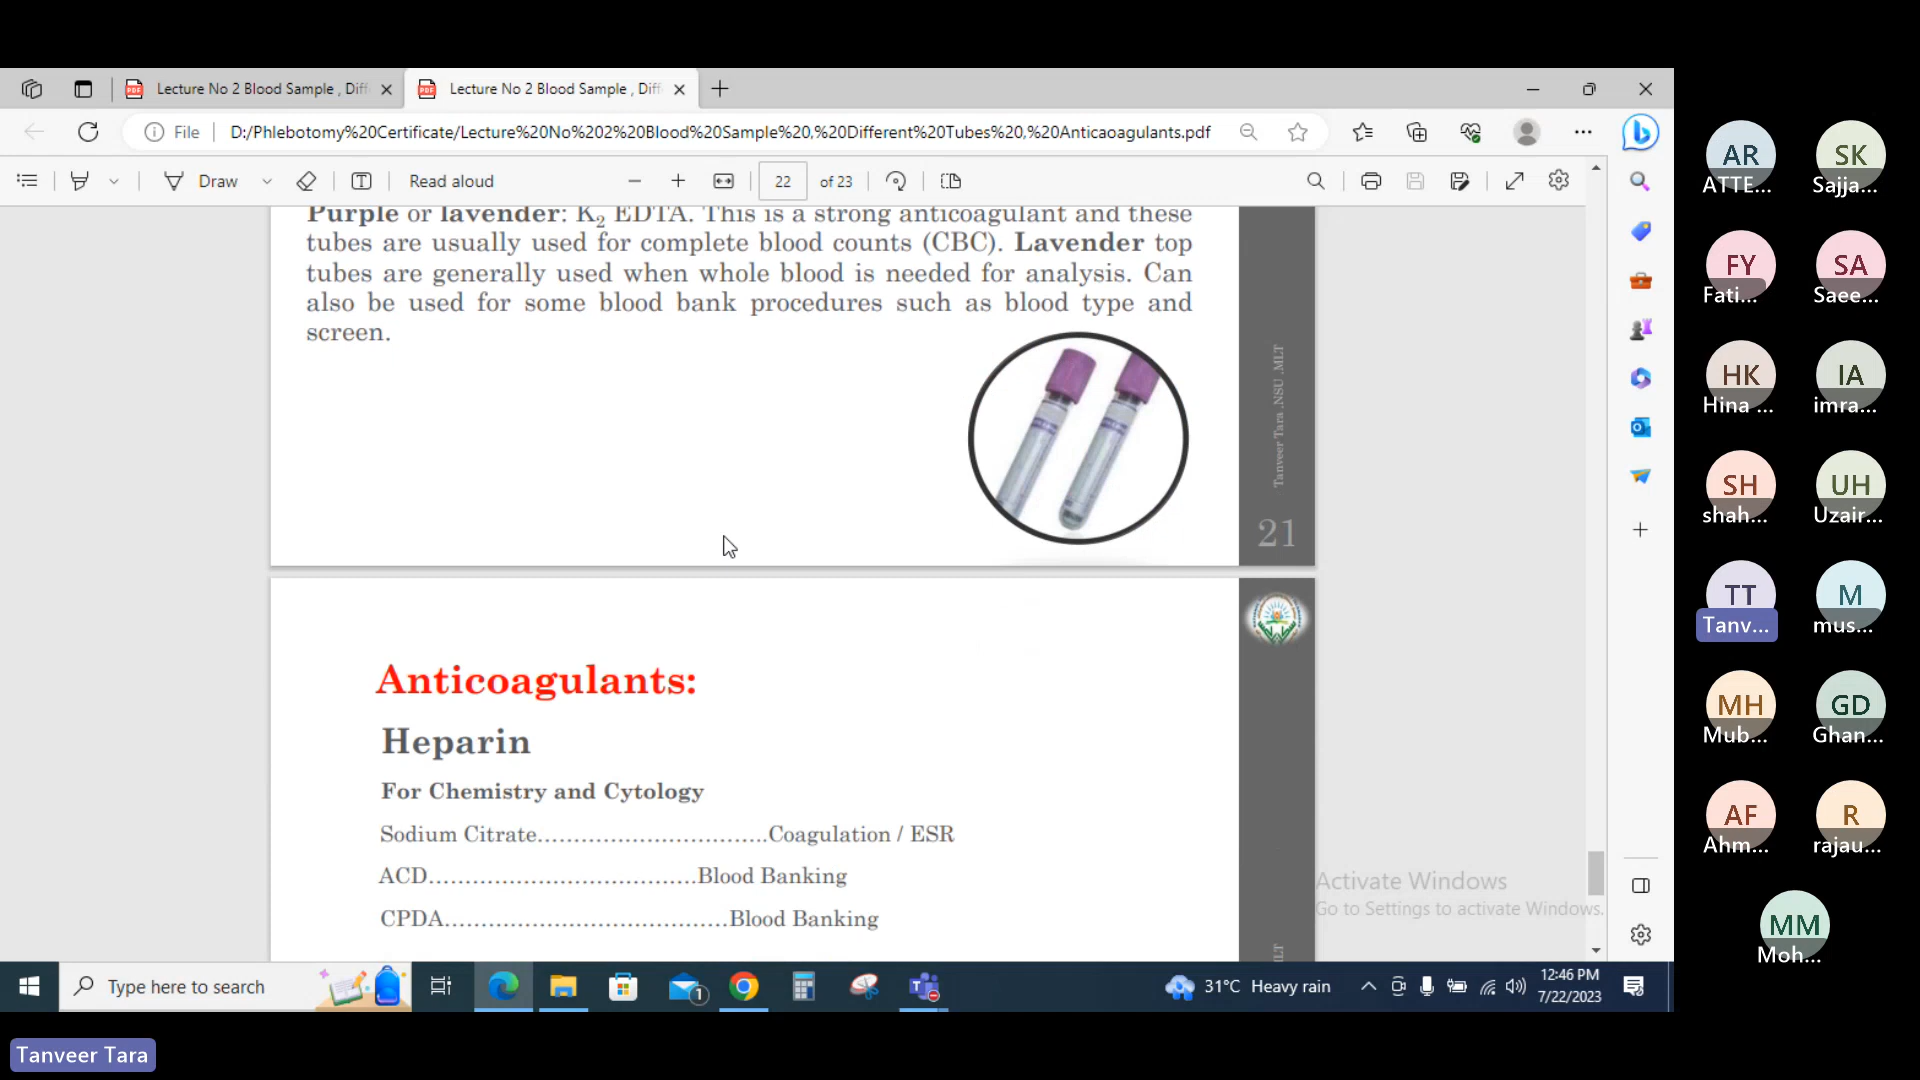 Lecture No 2 Blood Sample , Diff
Lecture No 2 Blood Sample , Diff
File
D:/Phlebotomy%20Certificate/Lecture%20No%202%20Blood%20Sample%20,%20Different%20Tubes%20,%20Anticaoagulants.pdf
Draw
Read aloud
22
of 23
Purple or lavender: K2 EDTA. This is a strong anticoagulant and these
tubes are usually used for complete blood counts (CBC). Lavender top
tubes are generally used when whole blood is needed for analysis. Can
also be used for some blood bank procedures such as blood type and
screen.
Tanveer Tara .NSU .MLT
21
Anticoagulants:
Heparin
For Chemistry and Cytology
Sodium Citrate............................Coagulation / ESR
ACD..................................Blood Banking
CPDA.....................................Blood Banking
Activate Windows
Go to Settings to activate Windows.
Type here to search
1
31°C Heavy rain
12:46 PM
7/22/2023
AR
ATTE...
SK
Sajja...
FY
Fati...
SA
Saee...
HK
Hina ...
IA
imra...
SH
shah...
UH
Uzair...
TT
Tanv...
M
mus...
MH
Mub...
GD
Ghan...
AF
Ahm...
R
rajau...
MM
Moh...
Tanveer Tara